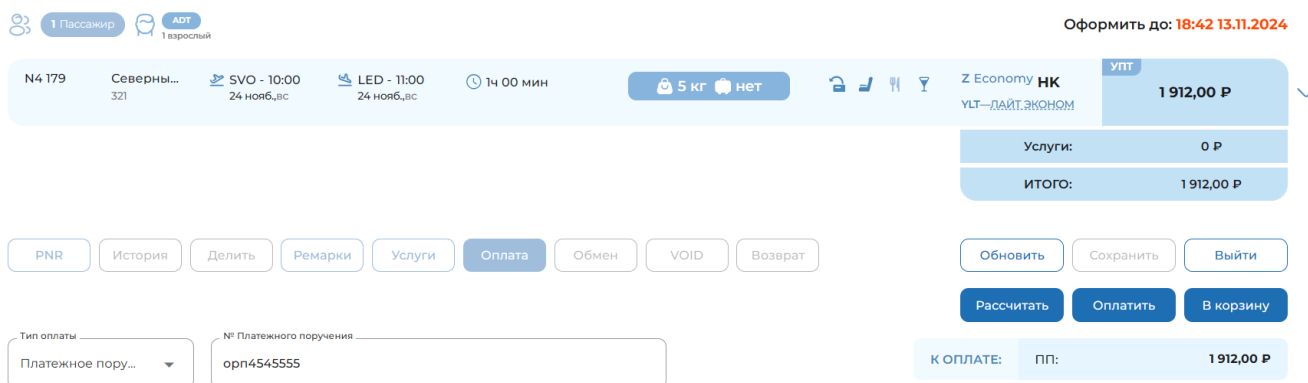 1 Пассажир ADT Оформить до: 18:42 13.11.2024
1 взрослый
N4 179 Северны... SVO - 10:00 LED - 11:00 1ч 00 мин 5 кг нет Z Economy HK УПТ 1 912,00 ₽
321 24 нояб.,вс 24 нояб.,вс YLT—ЛАЙТ ЭКОНОМ
Услуги: 0 ₽
ИТОГО: 1 912,00 ₽
PNR История Делить Ремарки Услуги Оплата Обмен VOID Возврат Обновить Сохранить Выйти
Рассчитать Оплатить В корзину
Тип оплаты № Платежного поручения
Платежное пору... орп4545555 К ОПЛАТЕ: ПП: 1 912,00 ₽